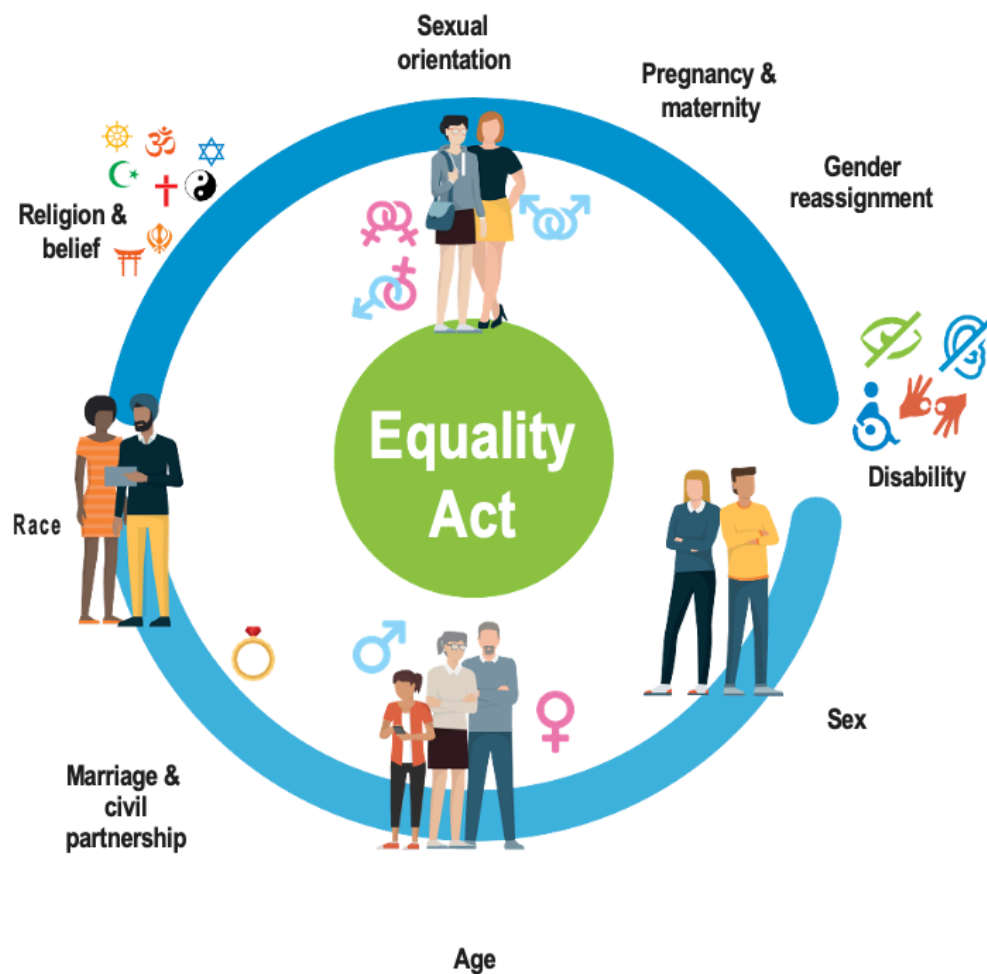 Sexual
orientation
Pregnancy &
maternity
Gender
reassignment
Religion &
belief
Equality
Act
Disability
Race
Sex
Marriage &
civil
partnership
Age